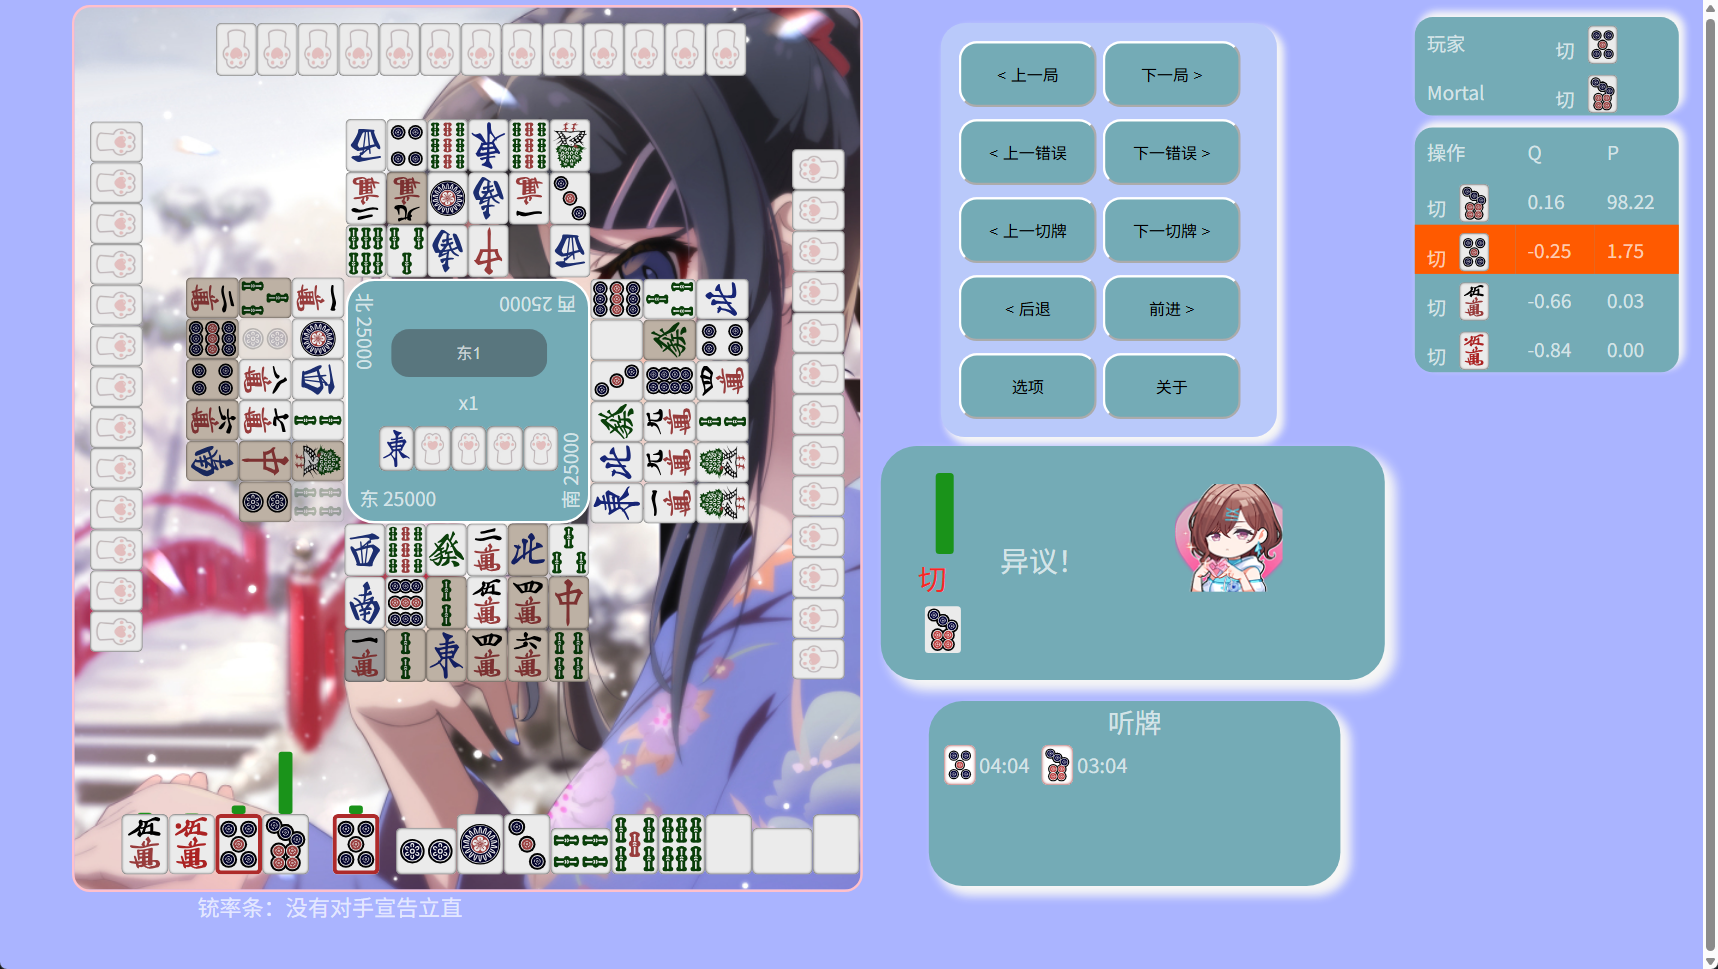 < 上一局
下一局 >
< 上一错误
下一错误 >
< 上一切牌
下一切牌 >
< 后退
前进 >
选项
关于
玩家
切
Mortal
切
操作 Q P
切 0.16 98.22
切 -0.25 1.75
切 -0.66 0.03
切 -0.84 0.00
北 25000
西 25000
东1
x1
东 25000
南 25000
切
异议！
听牌
04:04 03:04
铳率条：没有对手宣告立直